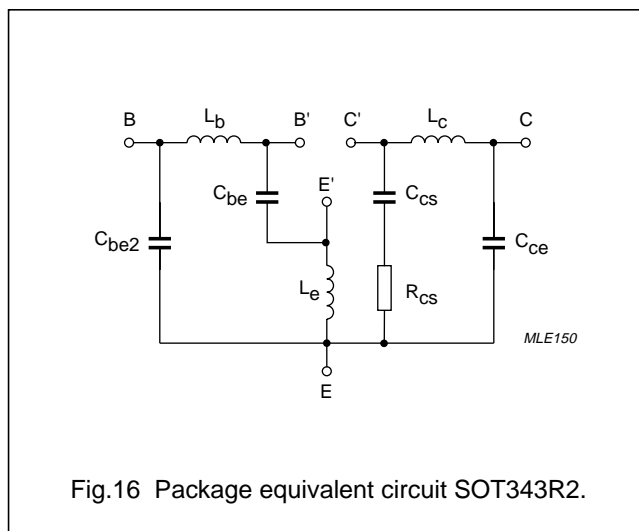 B
L_b
B'
C'
L_c
C
C_be
E'
C_cs
C_be2
C_ce
L_e
R_cs
MLE150
E
Fig.16 Package equivalent circuit SOT343R2.